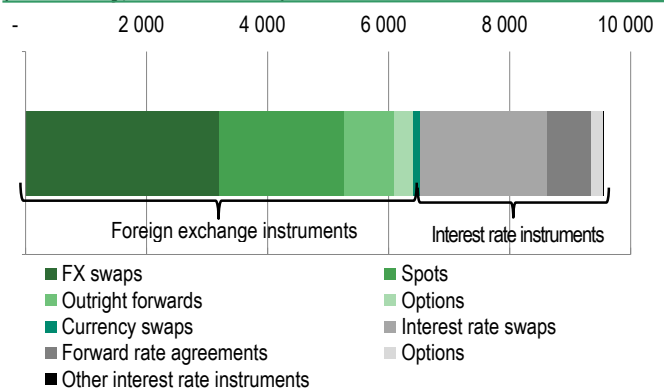 - 2 000 4 000 6 000 8 000 10 000
Foreign exchange instruments Interest rate instruments
FX swaps Spots
Outright forwards Options
Currency swaps Interest rate swaps
Forward rate agreements Options
Other interest rate instruments